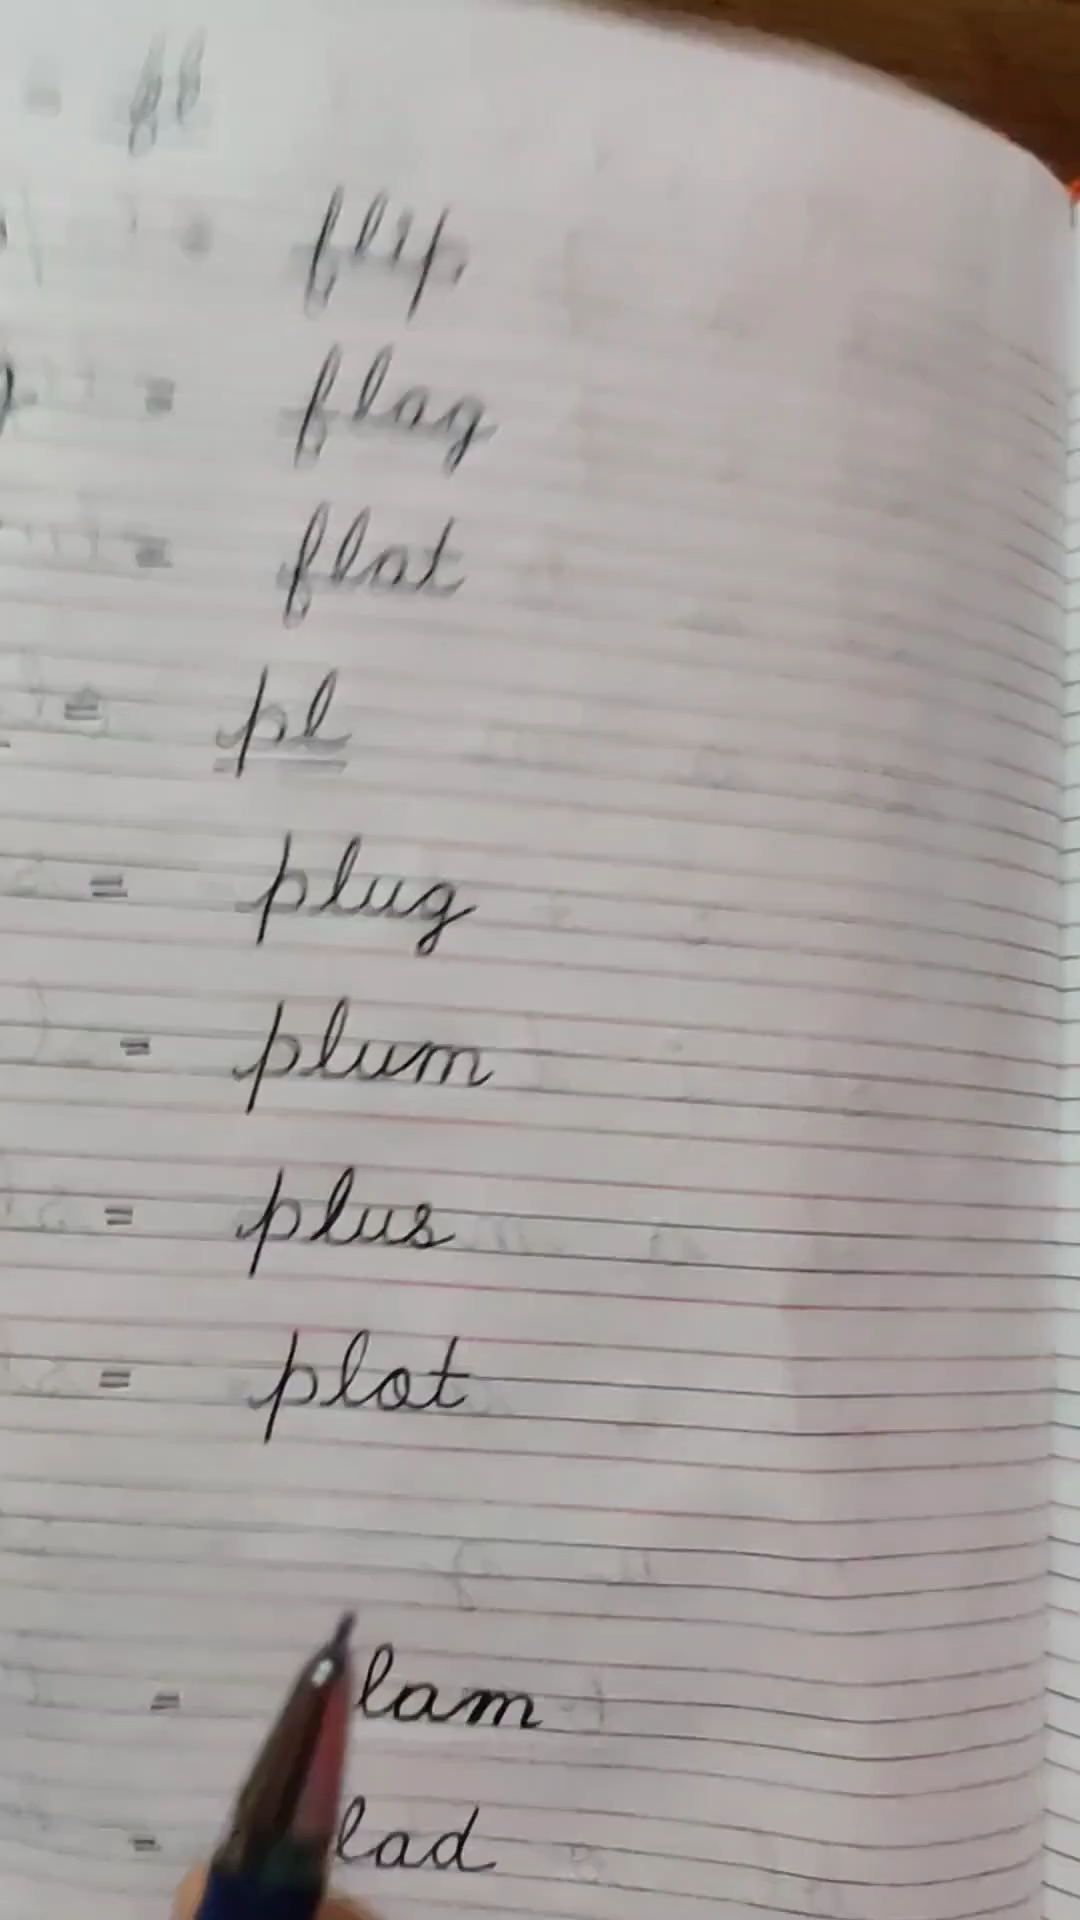 = fl
= flip
= flag
= flat
= pl
= plug
= plum
= plus
= plot
= lam
- lad